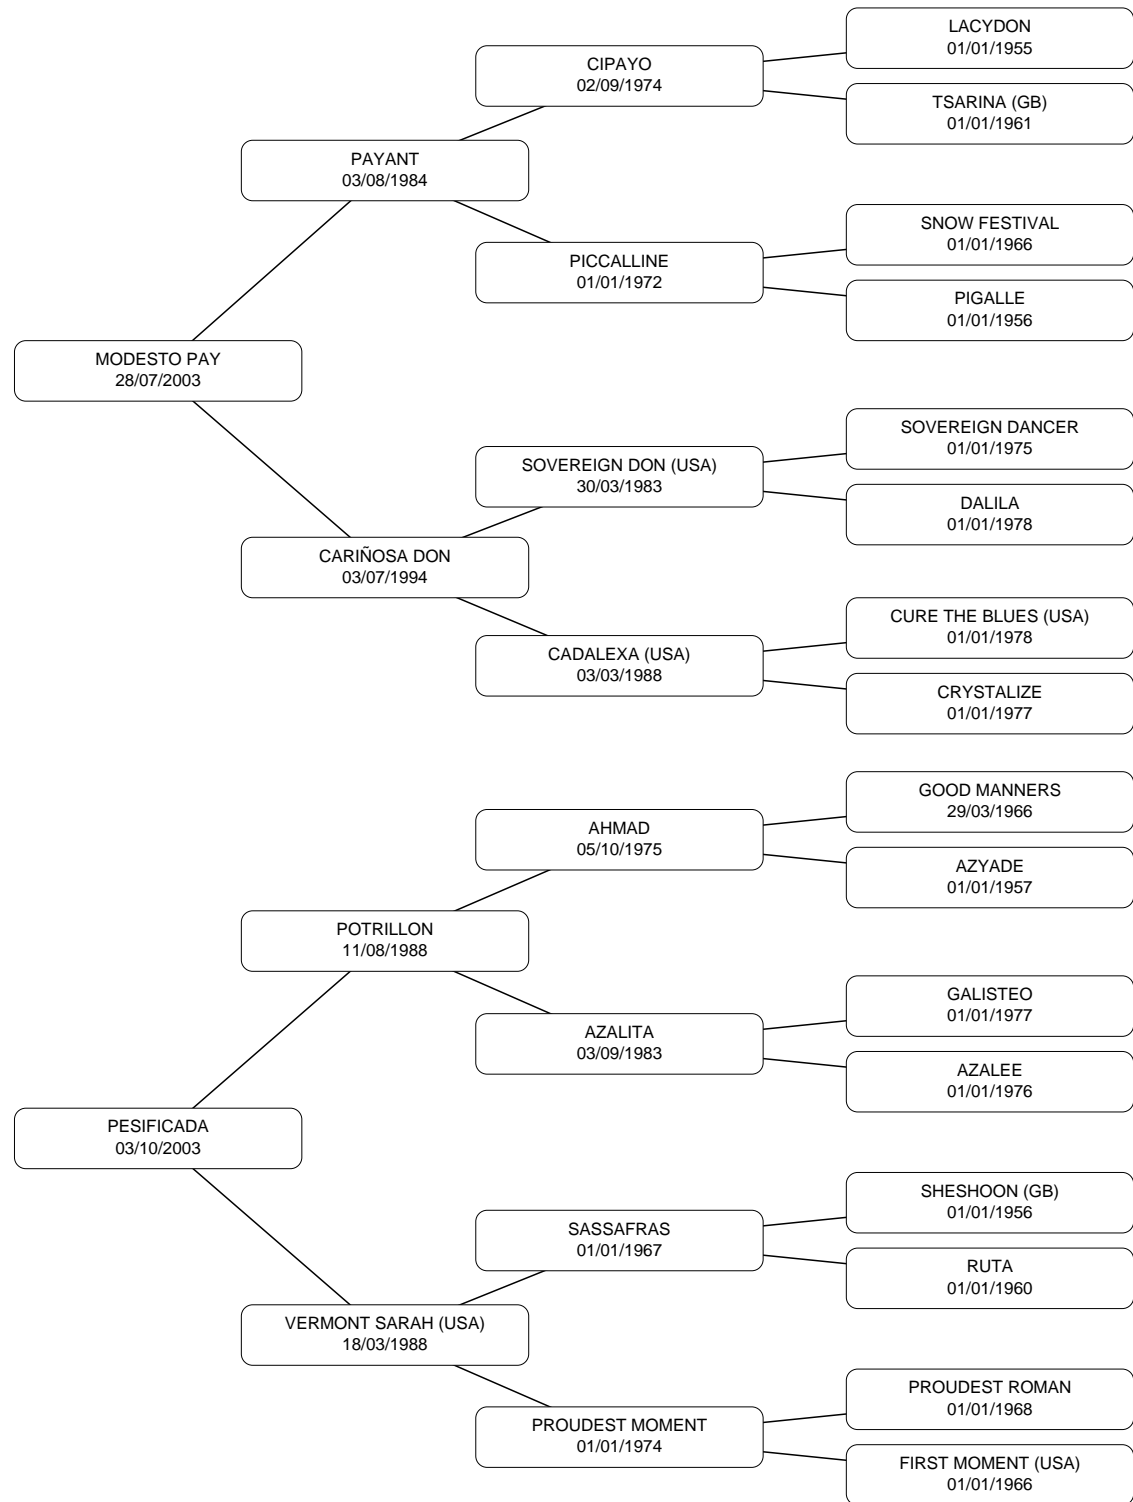 LACYDON
01/01/1955
CIPAYO
02/09/1974
TSARINA (GB)
01/01/1961
PAYANT
03/08/1984
SNOW FESTIVAL
01/01/1966
PICCALLINE
01/01/1972
PIGALLE
01/01/1956
MODESTO PAY
28/07/2003
SOVEREIGN DANCER
01/01/1975
SOVEREIGN DON (USA)
30/03/1983
DALILA
01/01/1978
CARIÑOSA DON
03/07/1994
CURE THE BLUES (USA)
01/01/1978
CADALEXA (USA)
03/03/1988
CRYSTALIZE
01/01/1977
GOOD MANNERS
29/03/1966
AHMAD
05/10/1975
AZYADE
01/01/1957
POTRILLON
11/08/1988
GALISTEO
01/01/1977
AZALITA
03/09/1983
AZALEE
01/01/1976
PESIFICADA
03/10/2003
SHESHOON (GB)
01/01/1956
SASSAFRAS
01/01/1967
RUTA
01/01/1960
VERMONT SARAH (USA)
18/03/1988
PROUDEST ROMAN
01/01/1968
PROUDEST MOMENT
01/01/1974
FIRST MOMENT (USA)
01/01/1966